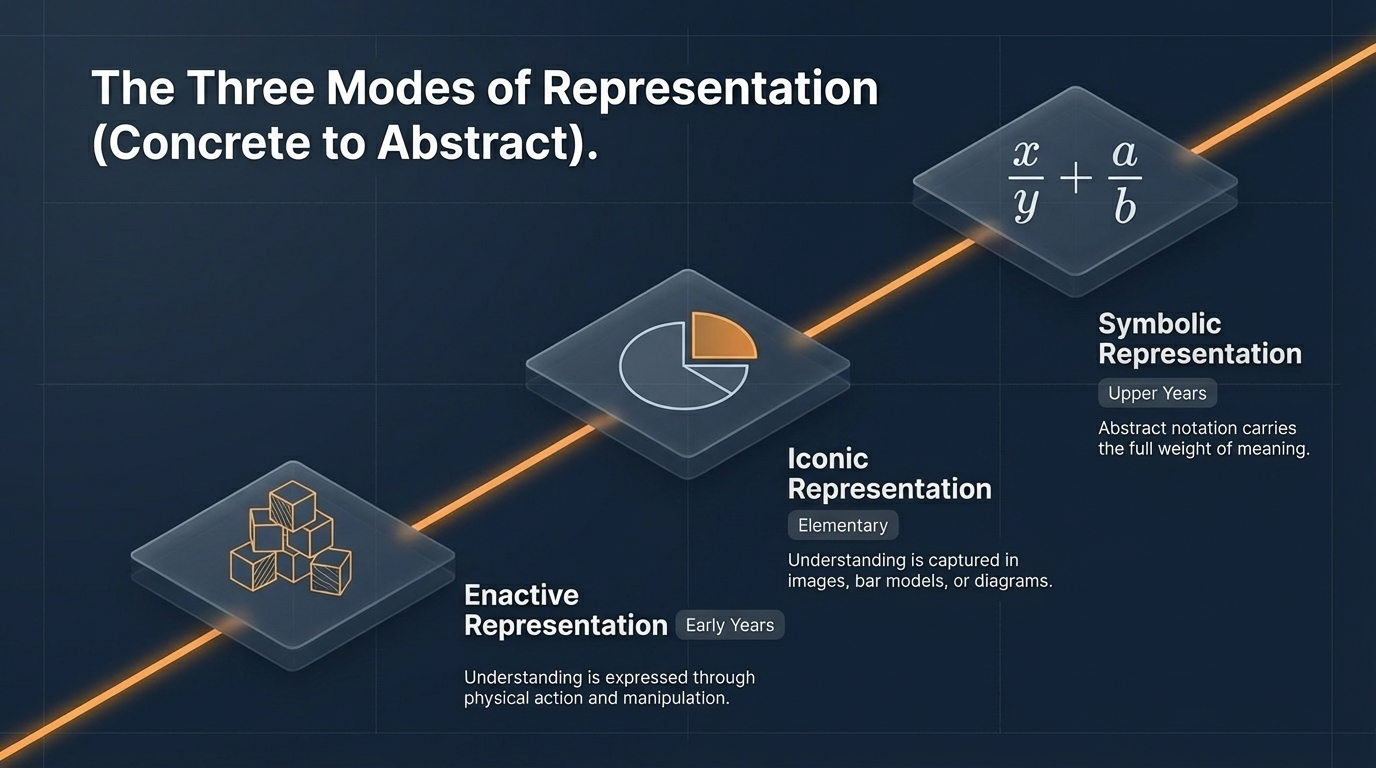 The Three Modes of Representation
(Concrete to Abstract).
x/y + a/b
Symbolic
Representation
Upper Years
Abstract notation carries
the full weight of meaning.
Iconic
Representation
Elementary
Understanding is captured in
images, bar models, or diagrams.
Enactive
Representation Early Years
Understanding is expressed through
physical action and manipulation.